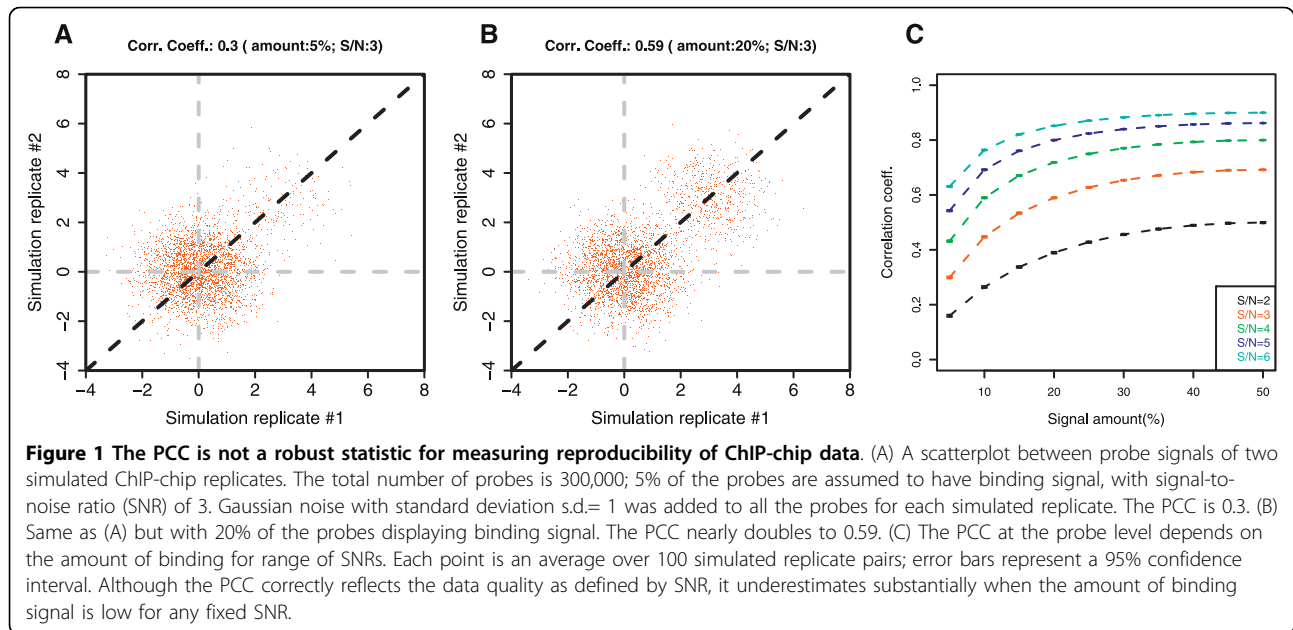 A
Corr. Coeff.: 0.3 ( amount:5%; S/N:3)
8
6
4
2
0
−2
−4
Simulation replicate #2
−4 −2 0 2 4 6 8
Simulation replicate #1
B
Corr. Coeff.: 0.59 ( amount:20%; S/N:3)
8
6
4
2
0
−2
−4
Simulation replicate #2
−4 −2 0 2 4 6 8
Simulation replicate #1
C
1.0
0.8
0.6
0.4
0.2
0.0
Correlation coeff.
S/N=2
S/N=3
S/N=4
S/N=5
S/N=6
10 20 30 40 50
Signal amount(%)
Figure 1 The PCC is not a robust statistic for measuring reproducibility of ChIP-chip data. (A) A scatterplot between probe signals of two
simulated ChIP-chip replicates. The total number of probes is 300,000; 5% of the probes are assumed to have binding signal, with signal-to-
noise ratio (SNR) of 3. Gaussian noise with standard deviation s.d.= 1 was added to all the probes for each simulated replicate. The PCC is 0.3. (B)
Same as (A) but with 20% of the probes displaying binding signal. The PCC nearly doubles to 0.59. (C) The PCC at the probe level depends on
the amount of binding for range of SNRs. Each point is an average over 100 simulated replicate pairs; error bars represent a 95% confidence
interval. Although the PCC correctly reflects the data quality as defined by SNR, it underestimates substantially when the amount of binding
signal is low for any fixed SNR.